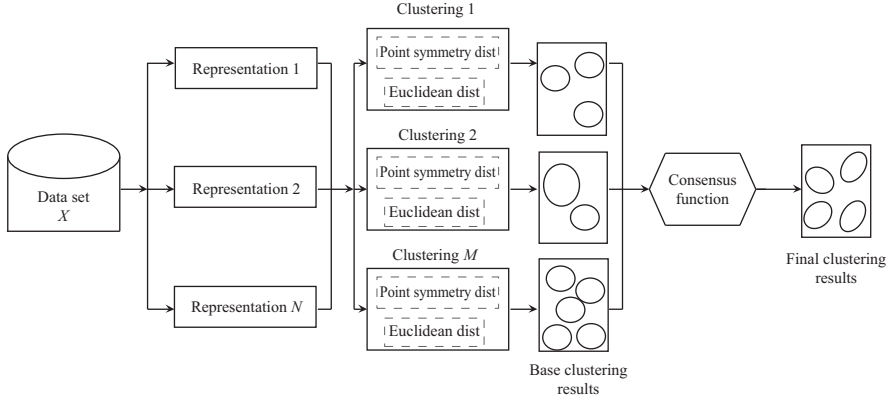 Data set
X
Representation 1
Representation 2
Representation N
Clustering 1
Point symmetry dist
Euclidean dist
Clustering 2
Point symmetry dist
Euclidean dist
Clustering M
Point symmetry dist
Euclidean dist
Base clustering
results
Consensus
function
Final clustering
results